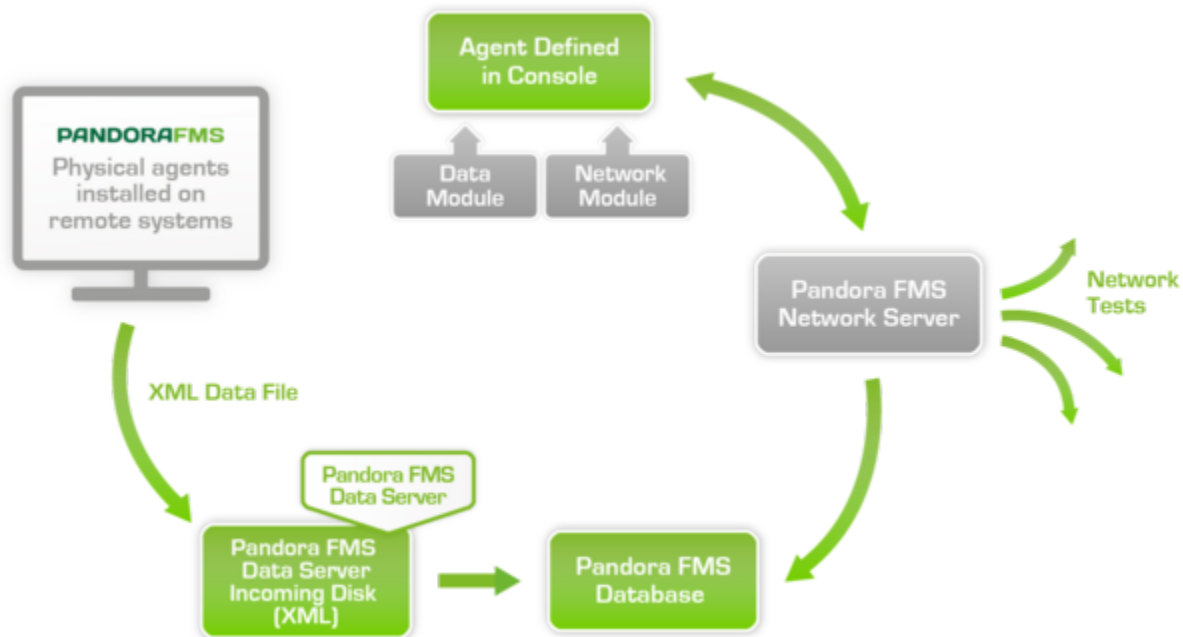 Agent Defined
in Console
PANDORAFMS
Physical agents
installed on
remote systems
Data
Module
Network
Module
Pandora FMS
Network Server
Network
Tests
XML Data File
Pandora FMS
Data Server
Pandora FMS
Data Server
Incoming Disk
(XML)
Pandora FMS
Database